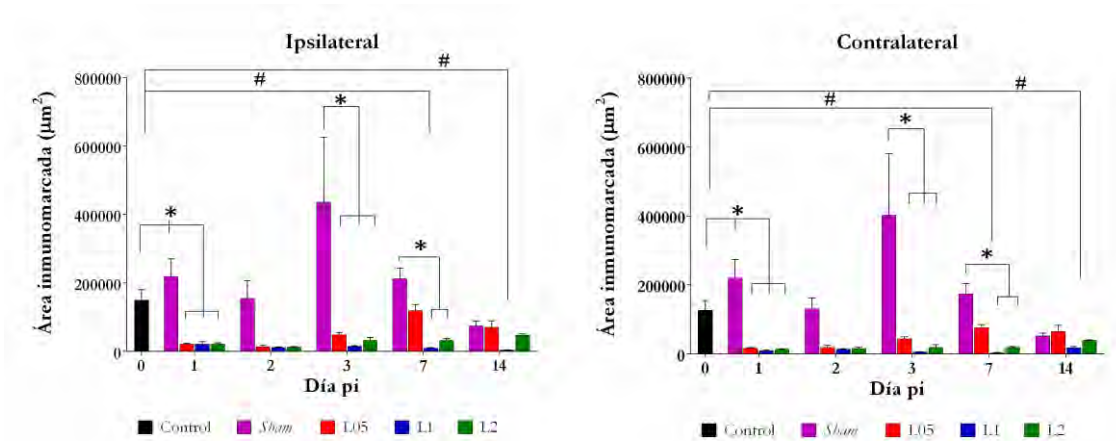 Ipsilateral
#
#
*
*
*
800000
600000
400000
200000
0
Área inmunomarcada (µm²)
0 1 2 3 7 14
Día pi
Control Sham L05 L1 L2
Contralateral
#
#
*
*
*
800000
600000
400000
200000
0
Área inmunomarcada (µm²)
0 1 2 3 7 14
Día pi
Control Sham L05 L1 L2